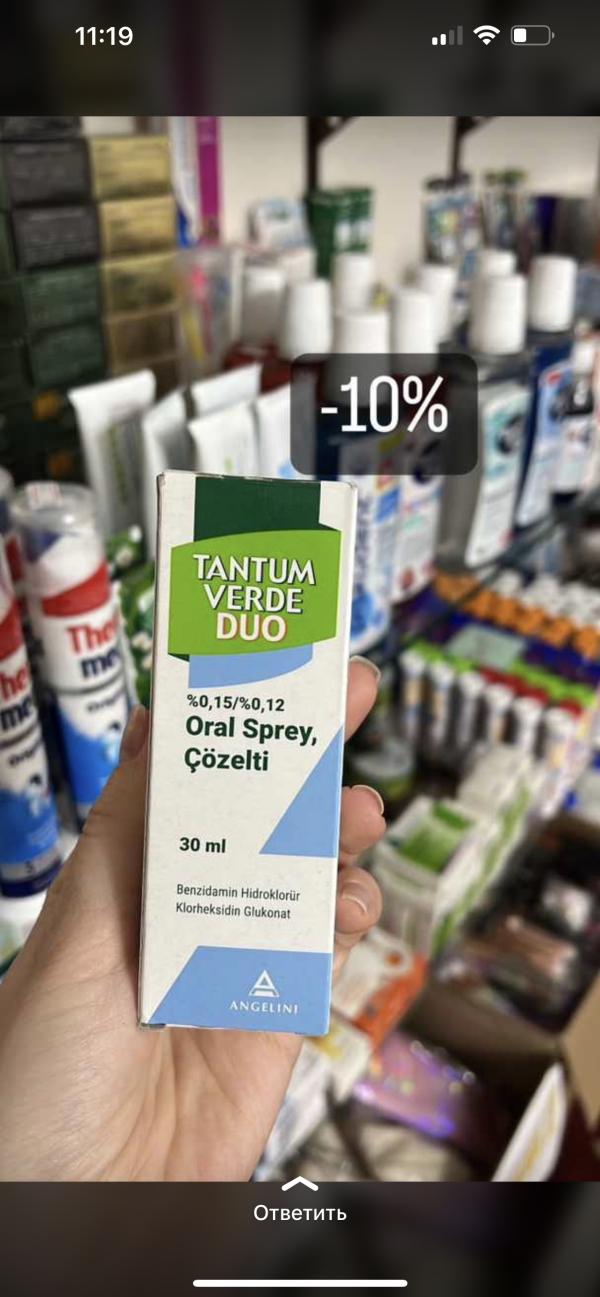 11:19
-10%
TANTUM
VERDE
DUO
%0,15/%0,12
Oral Sprey,
Çözelti
30 ml
Benzidamin Hidroklorür
Klorheksidin Glukonat
ANGELINI
Ответить